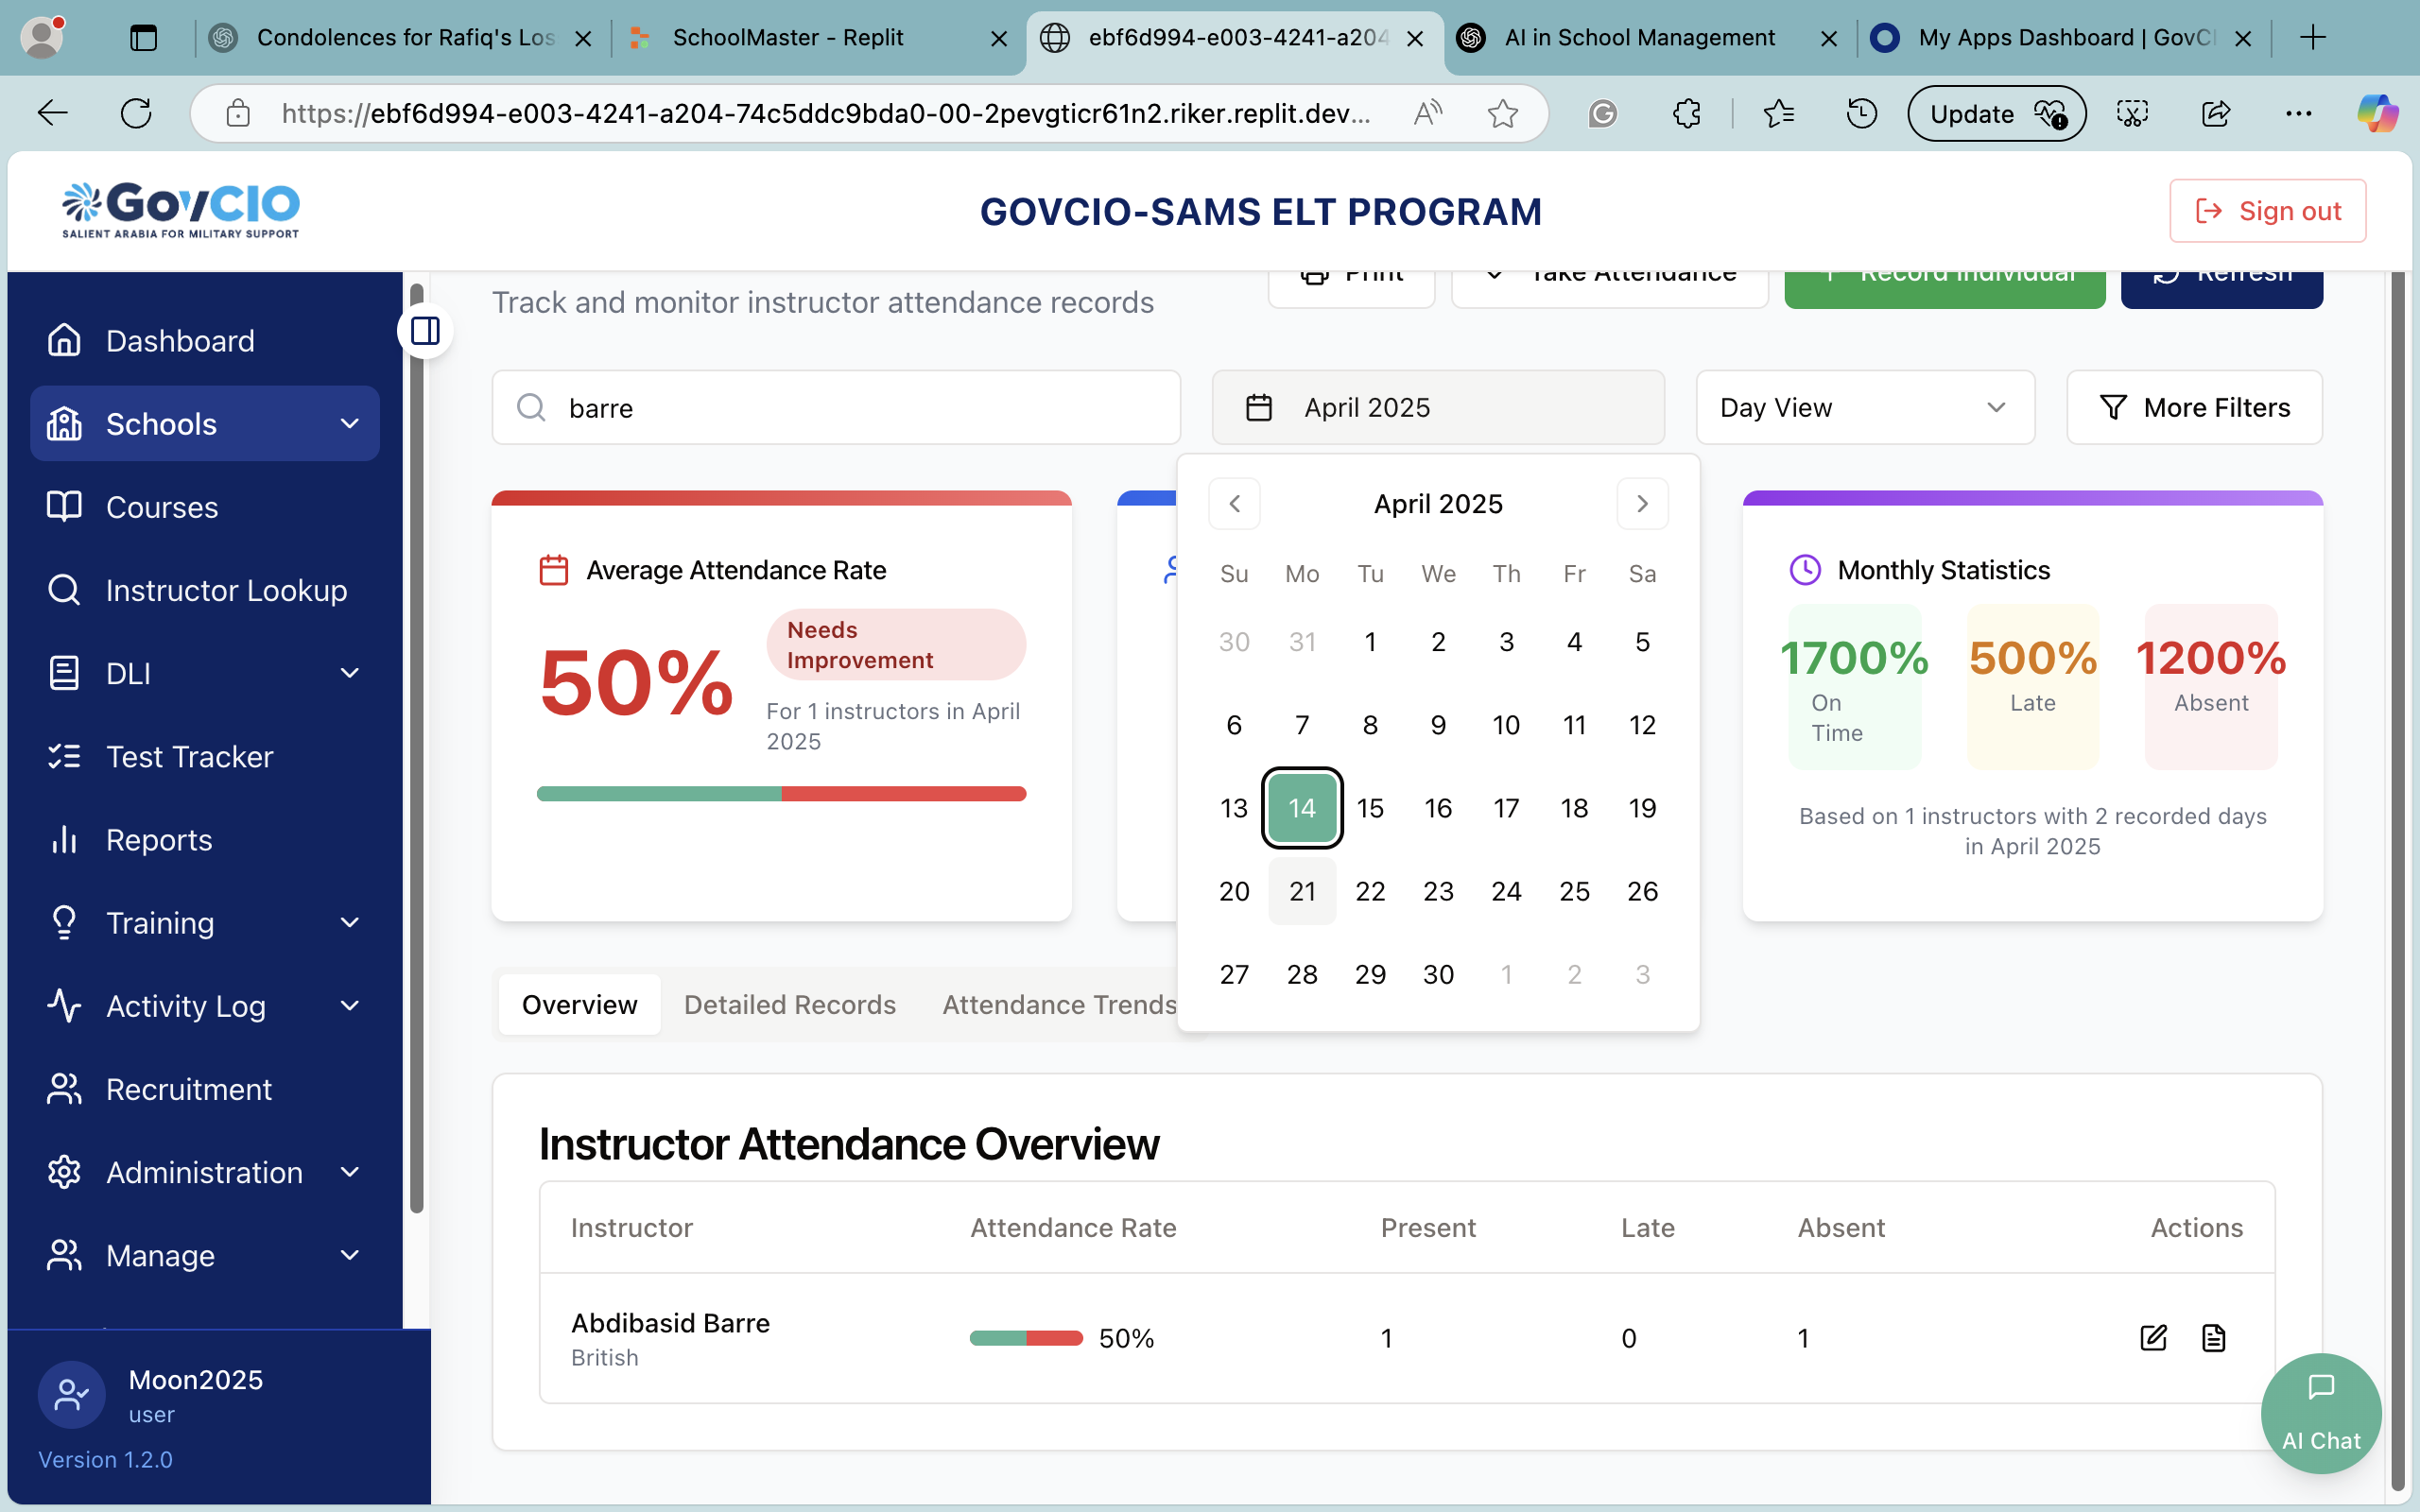 Condolences for Rafiq's Los
SchoolMaster - Replit
ebf6d994-e003-4241-a204
AI in School Management
My Apps Dashboard | GovCI
https://ebf6d994-e003-4241-a204-74c5ddc9bda0-00-2pevgticr61n2.riker.replit.dev...
Update
GovCIO
SALIENT ARABIA FOR MILITARY SUPPORT
GOVCIO-SAMS ELT PROGRAM
Sign out
Dashboard
Schools
Courses
Instructor Lookup
DLI
Test Tracker
Reports
Training
Activity Log
Recruitment
Administration
Manage
Moon2025
user
Version 1.2.0
Track and monitor instructor attendance records
Print
Take Attendance
+ Record Individual
Refresh
barre
April 2025
Day View
More Filters
Average Attendance Rate
50%
Needs
Improvement
For 1 instructors in April
2025
April 2025
Su Mo Tu We Th Fr Sa
30 31 1 2 3 4 5
6 7 8 9 10 11 12
13 14 15 16 17 18 19
20 21 22 23 24 25 26
27 28 29 30 1 2 3
Monthly Statistics
1700% 500% 1200%
On
Time
Late
Absent
Based on 1 instructors with 2 recorded days
in April 2025
Overview Detailed Records Attendance Trends
Instructor Attendance Overview
Instructor Attendance Rate Present Late Absent Actions
Abdibasid Barre
British
50% 1 0 1
AI Chat